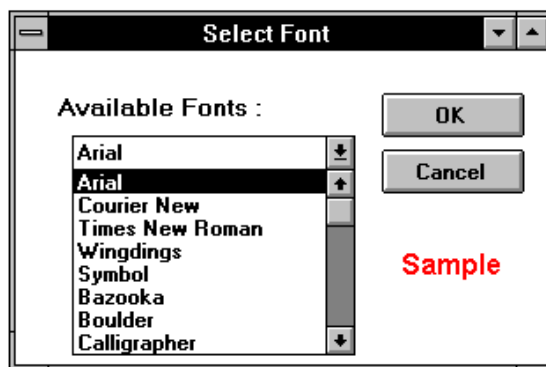 Select Font
Available Fonts :
OK
Arial
Cancel
Arial
Courier New
Times New Roman
Wingdings
Symbol
Bazooka
Boulder
Calligrapher
Sample